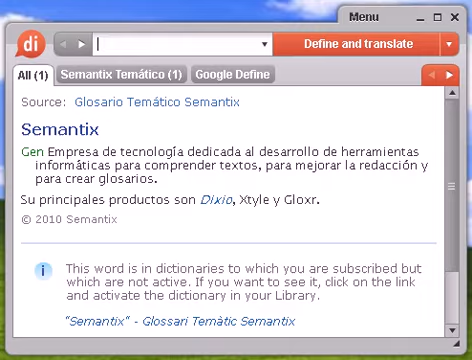 Menu
di
Define and translate
All (1)
Semantix Temático (1)
Google Define
Source: Glosario Temático Semantix
Semantix
Gen Empresa de tecnología dedicada al desarrollo de herramientas
informáticas para comprender textos, para mejorar la redacción y
para crear glosarios.
Su principales producto​s son Dixio, Xtyle y Gloxr.
© 2010 Semantix
i
This word is in dictionaries to which you are subscribed but
which are not active. If you want to see it, click on the link
and activate the dictionary in your Library.
"Semantix" - Glossari Temàtic Semantix